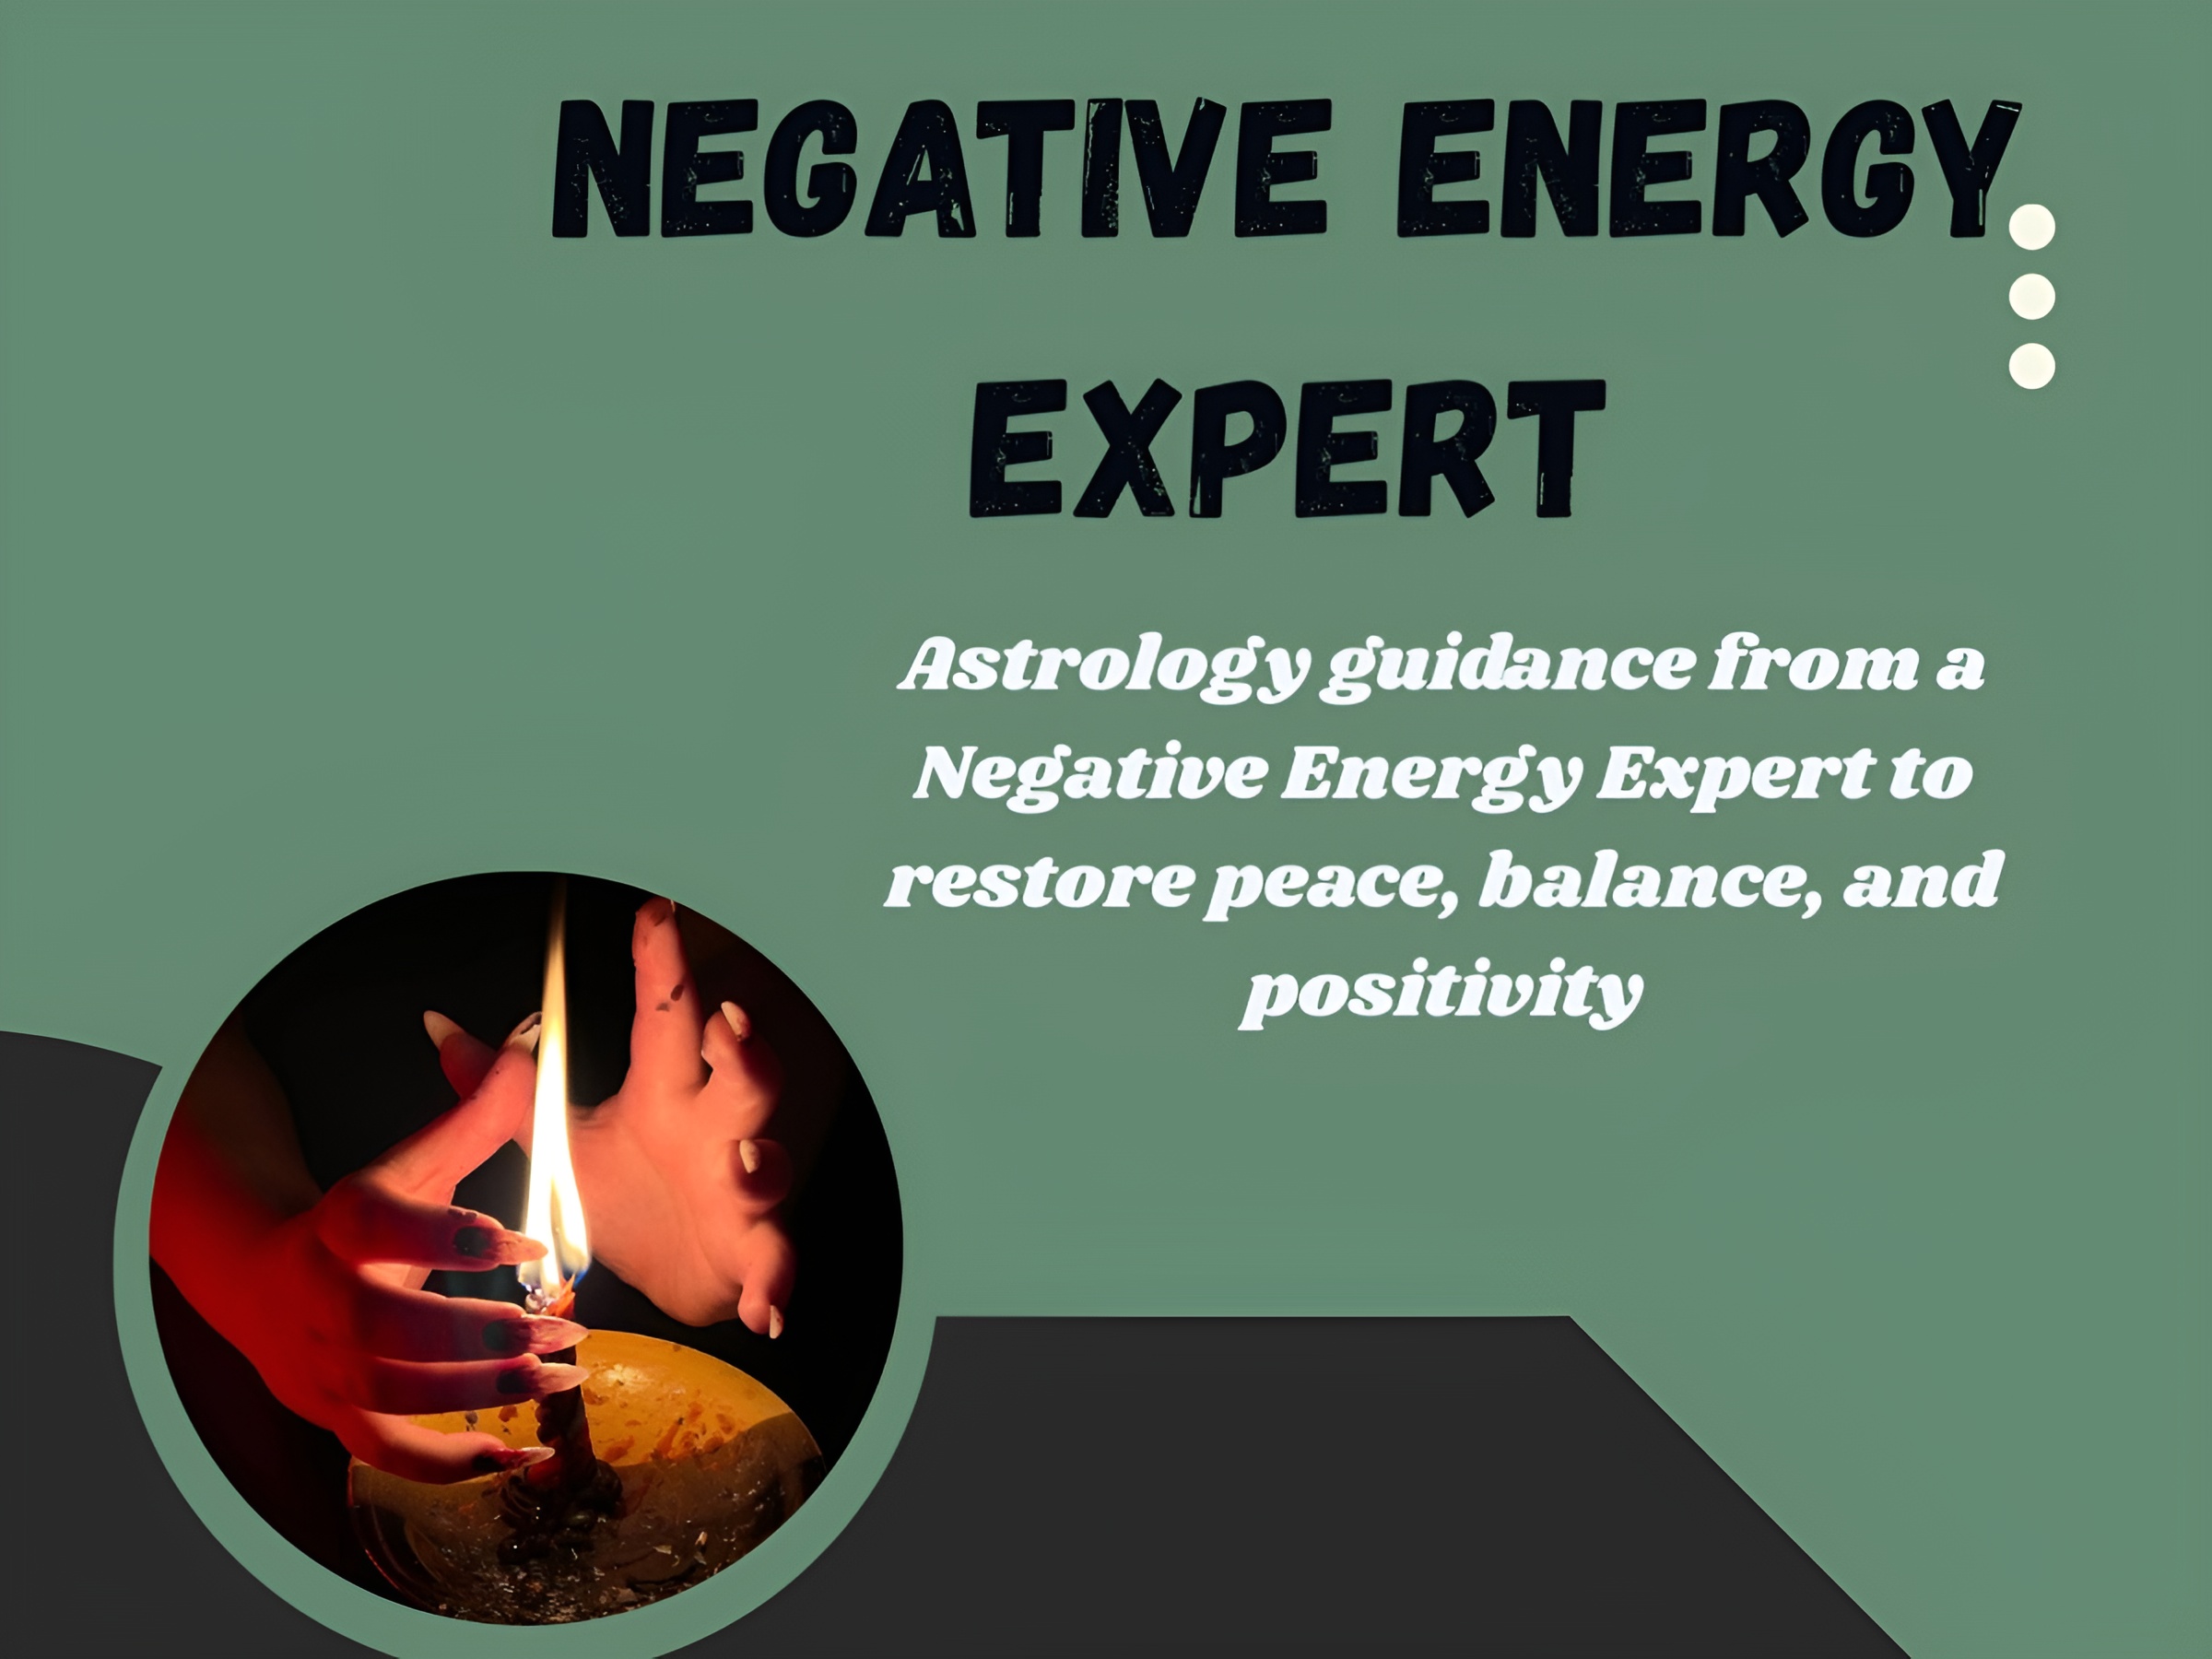 NEGATIVE ENERGY
EXPERT
Astrology guidance from a
Negative Energy Expert to
restore peace, balance, and
positivity